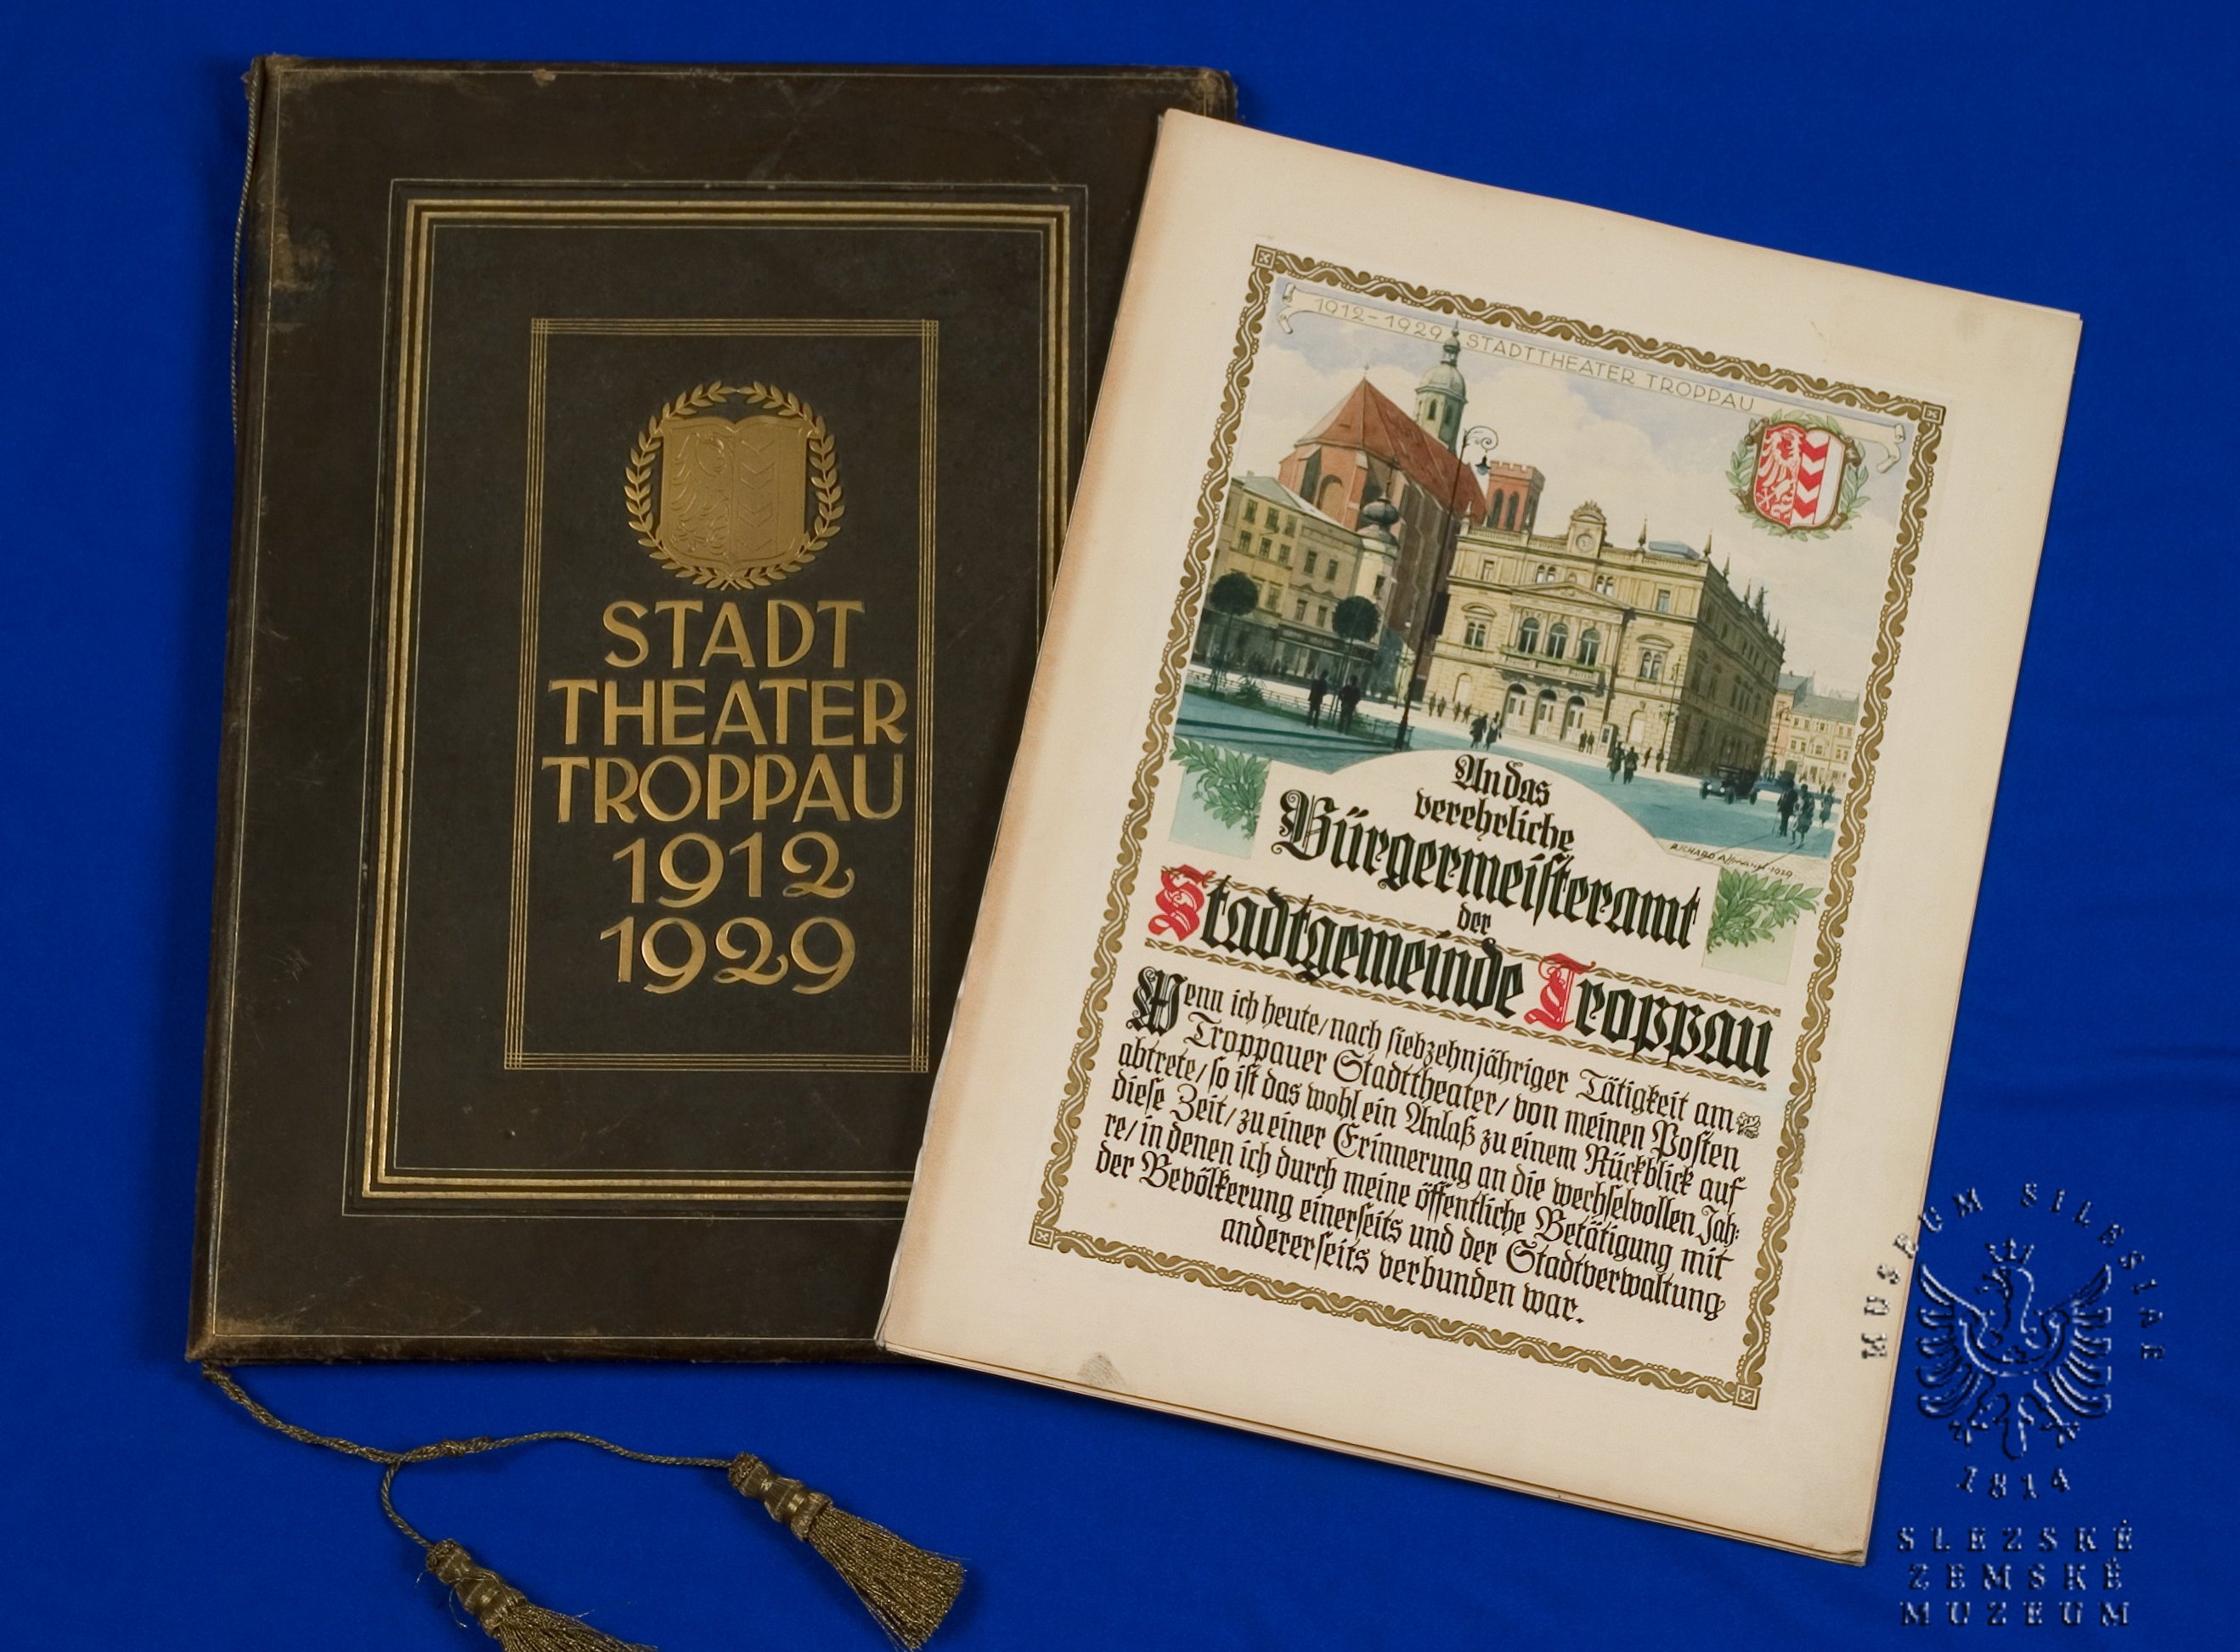 STADT
THEATER
TROPPAU
1912
1929
1912-1929 STADTTHEATER TROPPAU
RICHARD Aßmann 1929
An das
verehrliche
Bürgermeisteramt
der
Stadtgemeinde Troppau
Wenn ich heute/nach siebzehnjähriger Tätigkeit am
Troppauer Stadttheater/von meinen Posten
abtrete/so ist das wohl ein Anlaß zu einem Rückblick auf
diese Zeit/zu einer Erinnerung an die wechselvollen Jah-
re/in denen ich durch meine öffentliche Betätigung mit
der Bevölkerung einerseits und der Stadtverwaltung
andererseits verbunden war.
MUSEUM SILESIAE
1814
SLEZSKÉ
ZEMSKÉ
MUZEUM